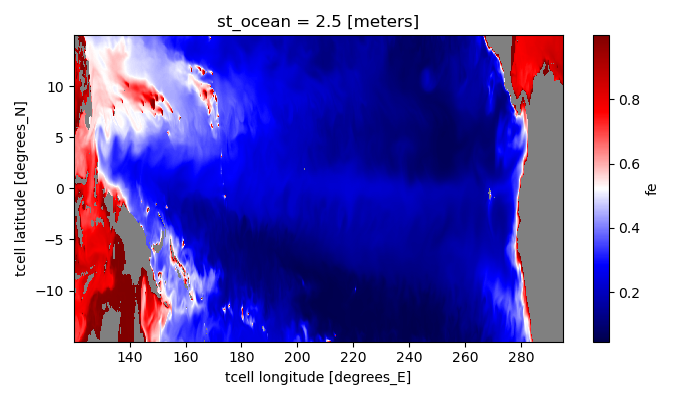 st_ocean = 2.5 [meters]
tcell latitude [degrees_N]
10
5
0
−5
−10
140 160 180 200 220 240 260 280
tcell longitude [degrees_E]
0.8
0.6
0.4
0.2
fe